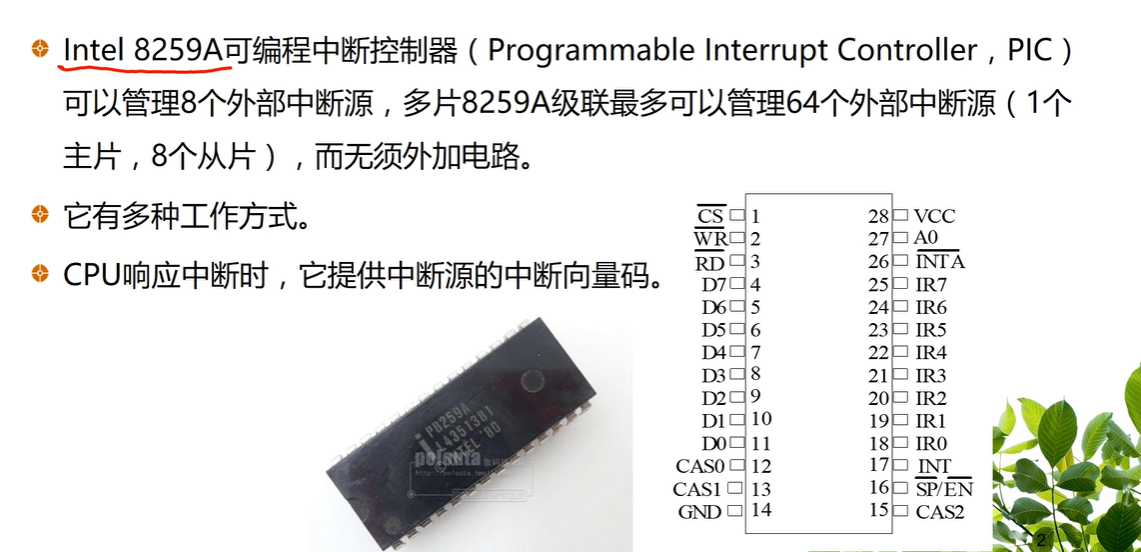 Intel 8259A可编程中断控制器（Programmable Interrupt Controller，PIC）
可以管理8个外部中断源，多片8259A级联最多可以管理64个外部中断源（1个
主片，8个从片），而无须外加电路。
它有多种工作方式。
CPU响应中断时，它提供中断源的中断向量码。
CS 1 28 VCC
WR 2 27 A0
RD 3 26 INTA
D7 4 25 IR7
D6 5 24 IR6
D5 6 23 IR5
D4 7 22 IR4
D3 8 21 IR3
D2 9 20 IR2
D1 10 19 IR1
D0 11 18 IR0
CAS0 12 17 INT
CAS1 13 16 SP/EN
GND 14 15 CAS2
P8259A
L4351381
INTEL '80
2